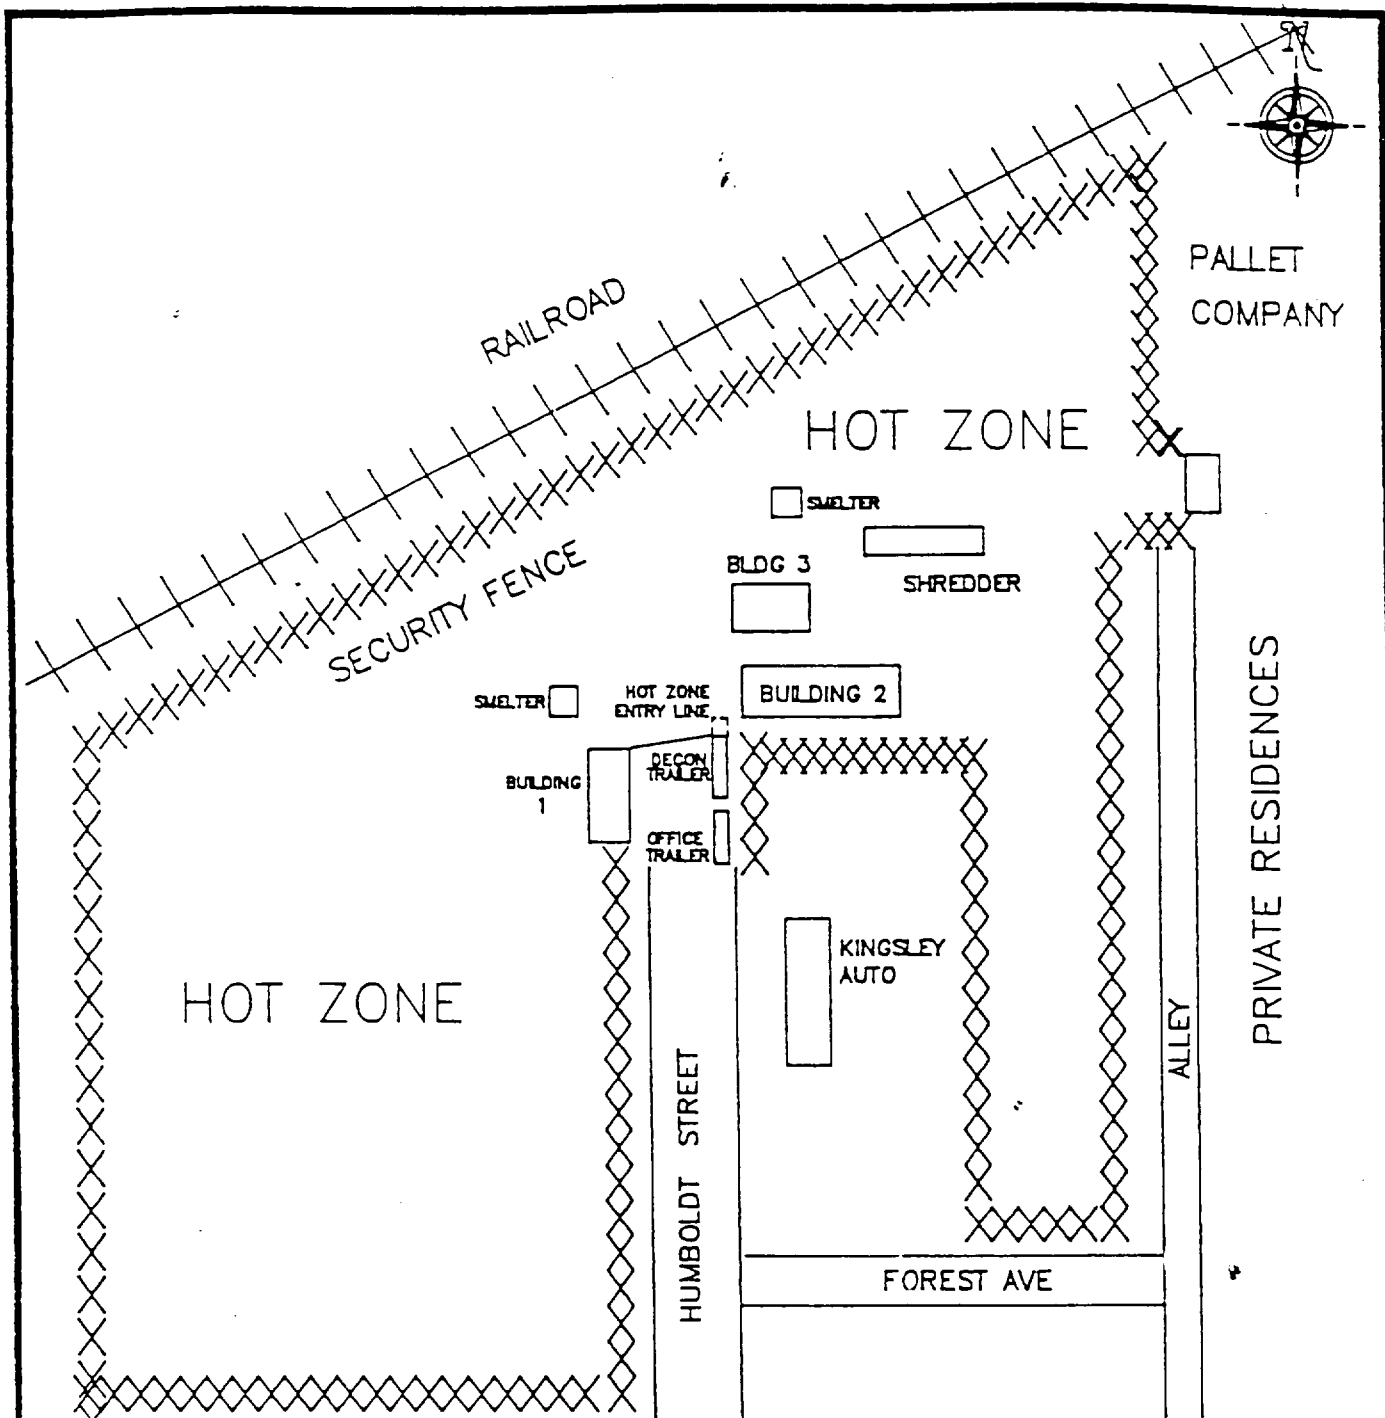 N
PALLET
COMPANY
RAILROAD
HOT ZONE
SMELTER
SECURITY FENCE
BLDG 3
SHREDDER
SMELTER
HOT ZONE
ENTRY LINE
BUILDING 2
DECON
TRAILER
BUILDING
1
OFFICE
TRAILER
PRIVATE RESIDENCES
KINGSLEY
AUTO
HOT ZONE
ALLEY
HUMBOLDT STREET
FOREST AVE